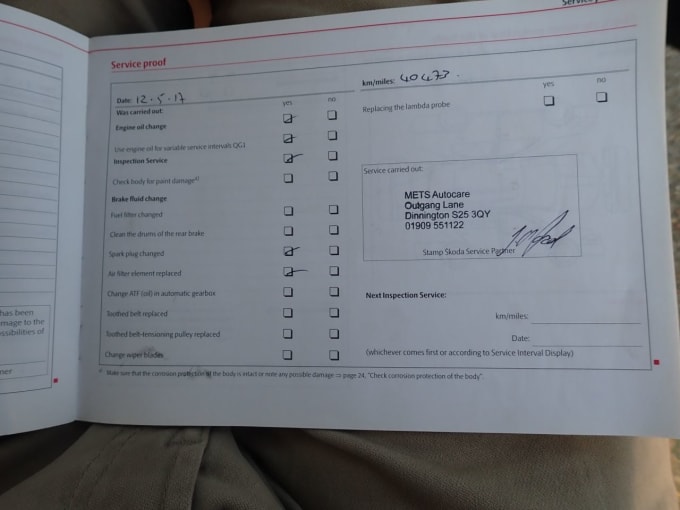 Service proof
Date: 12.5.17
yes no
Was carried out:
Engine oil change
Use engine oil for variable service intervals QG1
Inspection Service
Check body for paint damage¹⁾
Brake fluid change
Fuel filter changed
Clean the drums of the rear brake
Spark plug changed
Air filter element replaced
Change ATF (oil) in automatic gearbox
Toothed belt replaced
Toothed belt-tensioning pulley replaced
Change wiper blades
km/miles: 40473.
yes no
Replacing the lambda probe
Service carried out:
METS Autocare
Outgang Lane
Dinnington S25 3QY
01909 551122
Stamp Škoda Service Partner
Next Inspection Service:
km/miles:
Date:
(whichever comes first or according to Service Interval Display)
¹⁾ Make sure that the corrosion protection of the body is intact or note any possible damage ⇒ page 24, "Check corrosion protection of the body".
has been
mage to the
ssibilities of